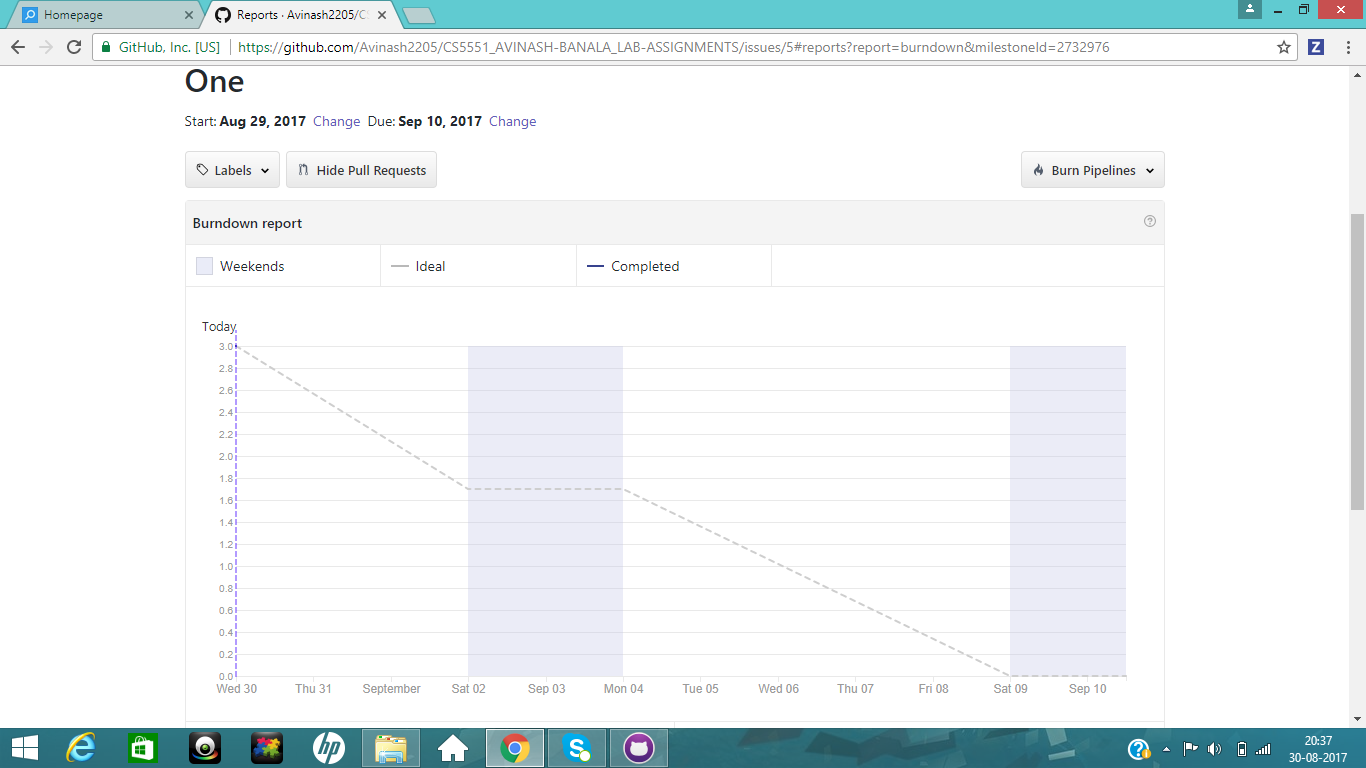 Homepage
Reports · Avinash2205/CS
GitHub, Inc. [US] https://github.com/Avinash2205/CS5551_AVINASH-BANALA_LAB-ASSIGNMENTS/issues/5#reports?report=burndown&milestoneId=2732976
Z
One
Start: Aug 29, 2017 Change Due: Sep 10, 2017 Change
Labels Hide Pull Requests Burn Pipelines
Burndown report
Weekends Ideal Completed
Today
3.0
2.8
2.6
2.4
2.2
2.0
1.8
1.6
1.4
1.2
1.0
0.8
0.6
0.4
0.2
0.0
Wed 30 Thu 31 September Sat 02 Sep 03 Mon 04 Tue 05 Wed 06 Thu 07 Fri 08 Sat 09 Sep 10
20:37
30-08-2017